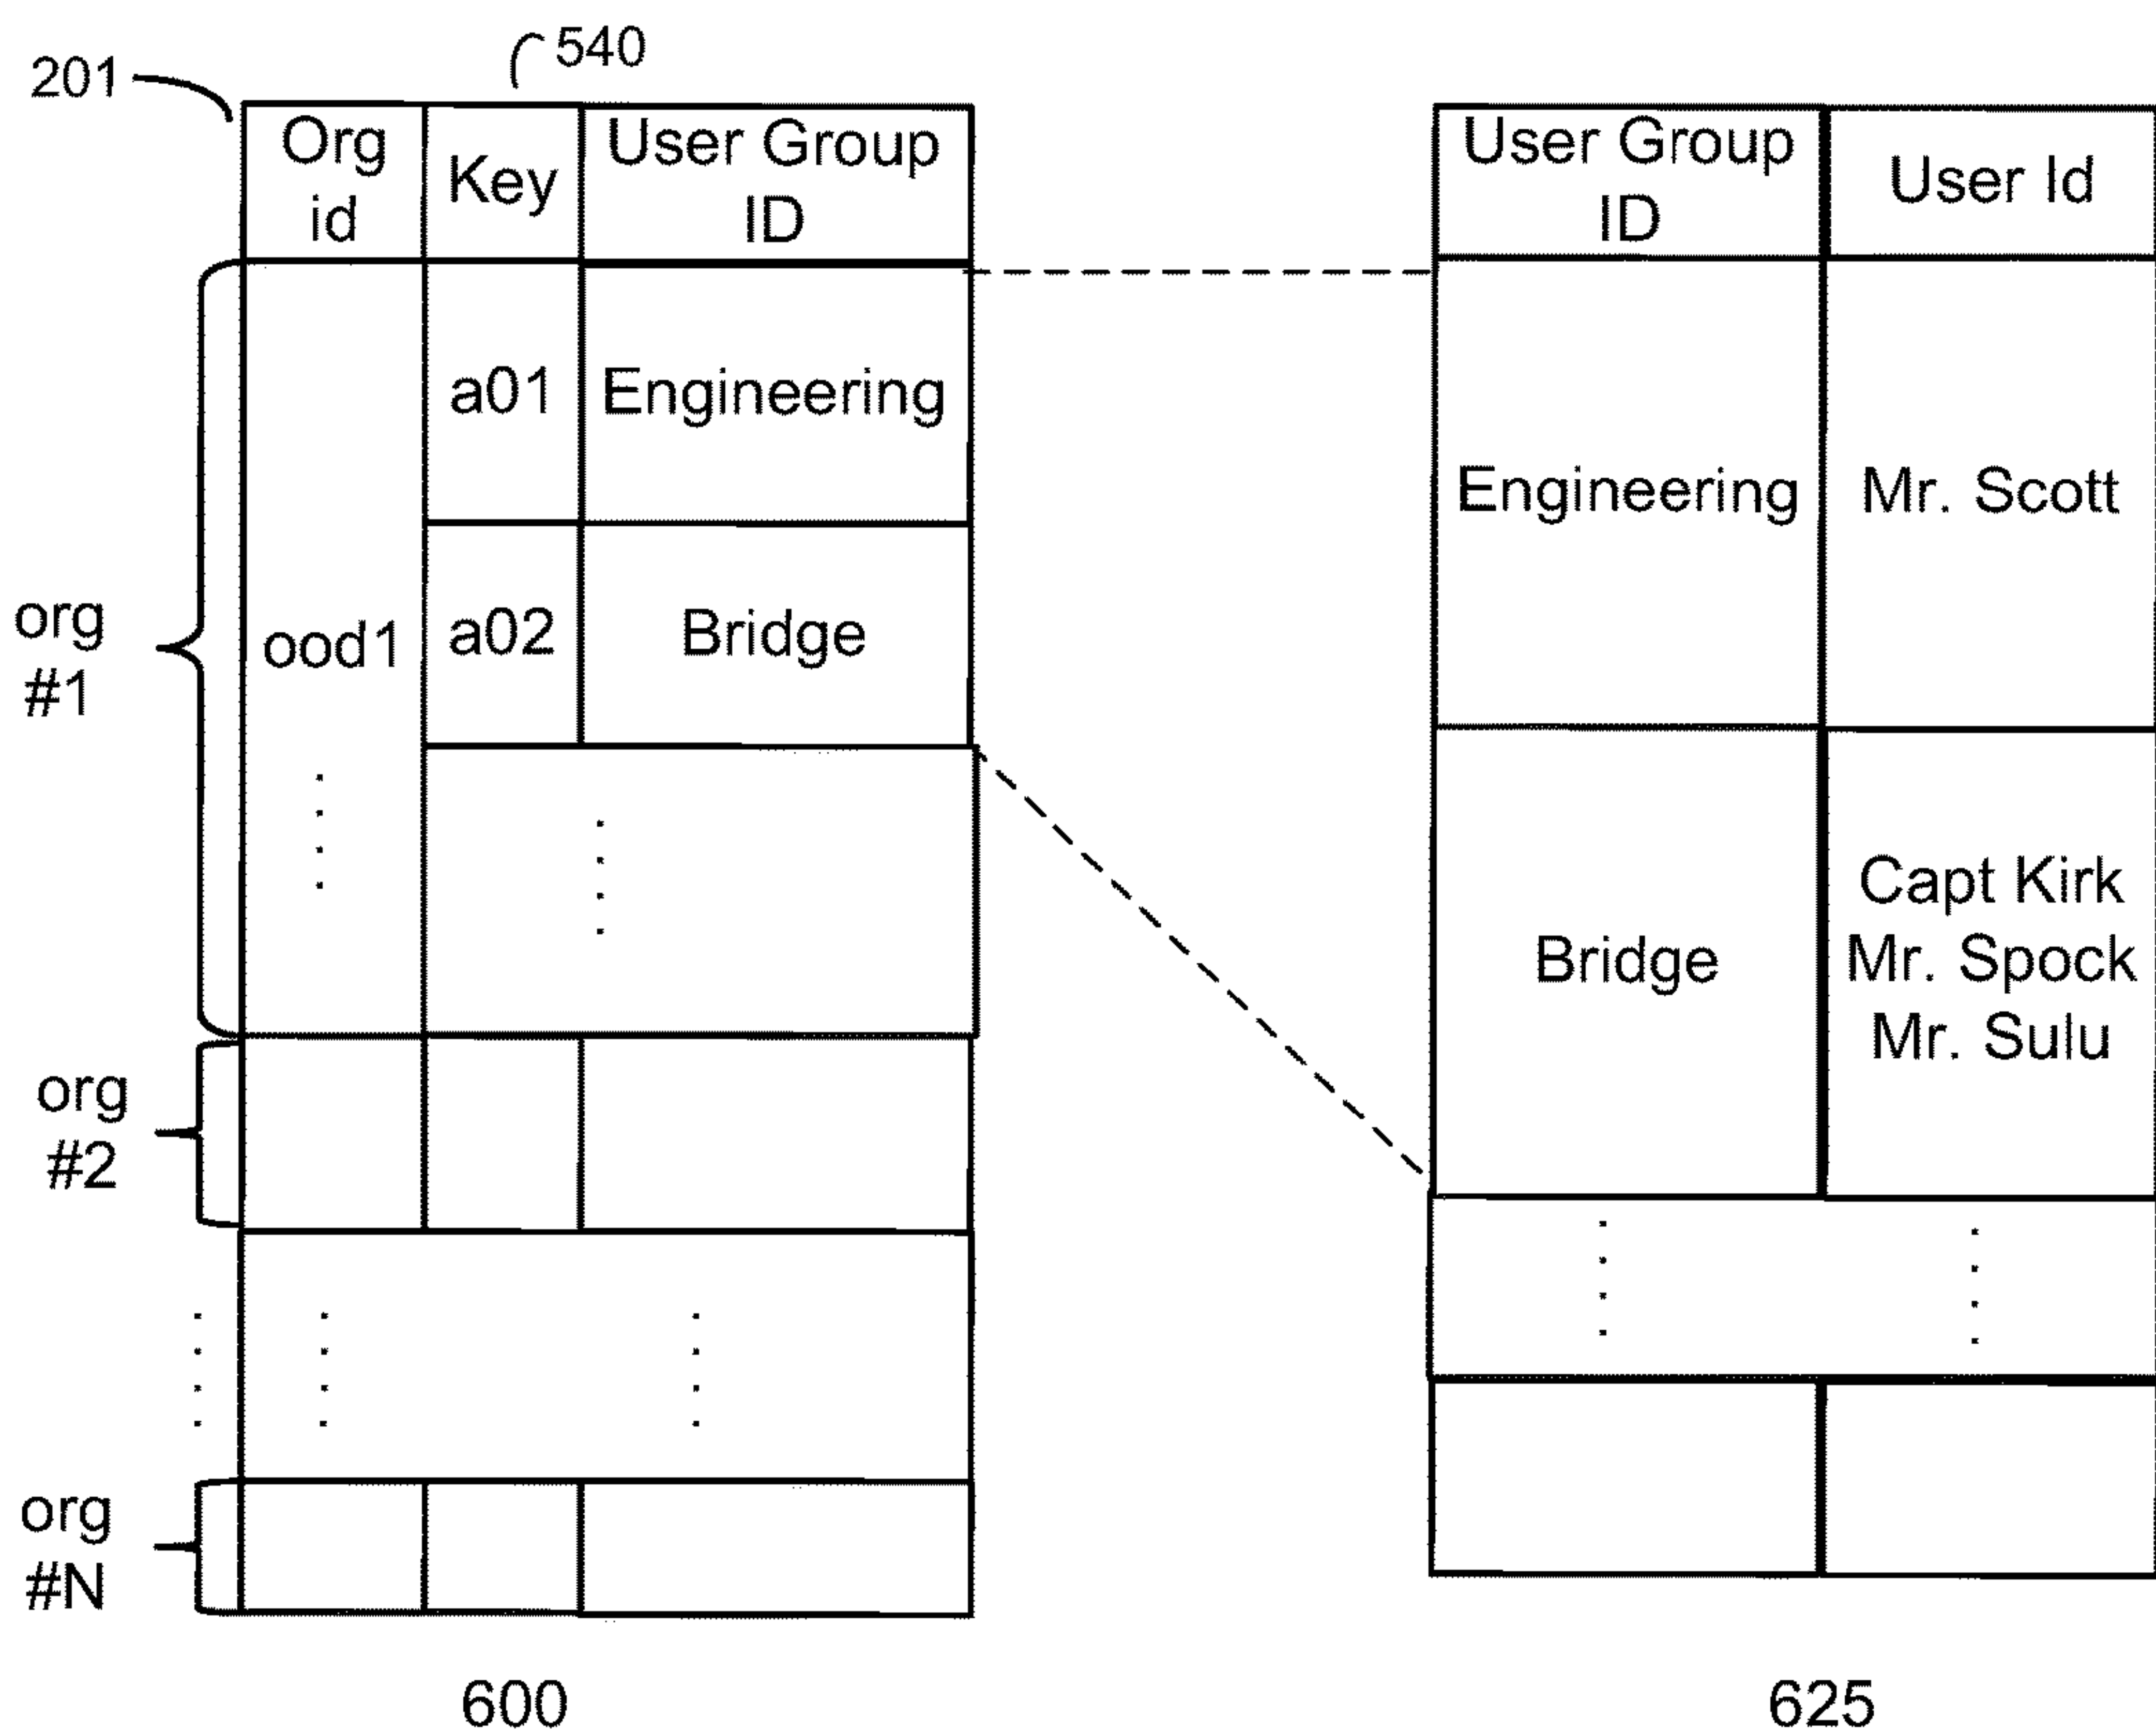 201
540
Org
id
Key
User Group
ID
User Group
ID
User Id
org
#1
ood1
a01
Engineering
a02
Bridge
Engineering
Mr. Scott
Bridge
Capt Kirk
Mr. Spock
Mr. Sulu
org
#2
org
#N
600
625